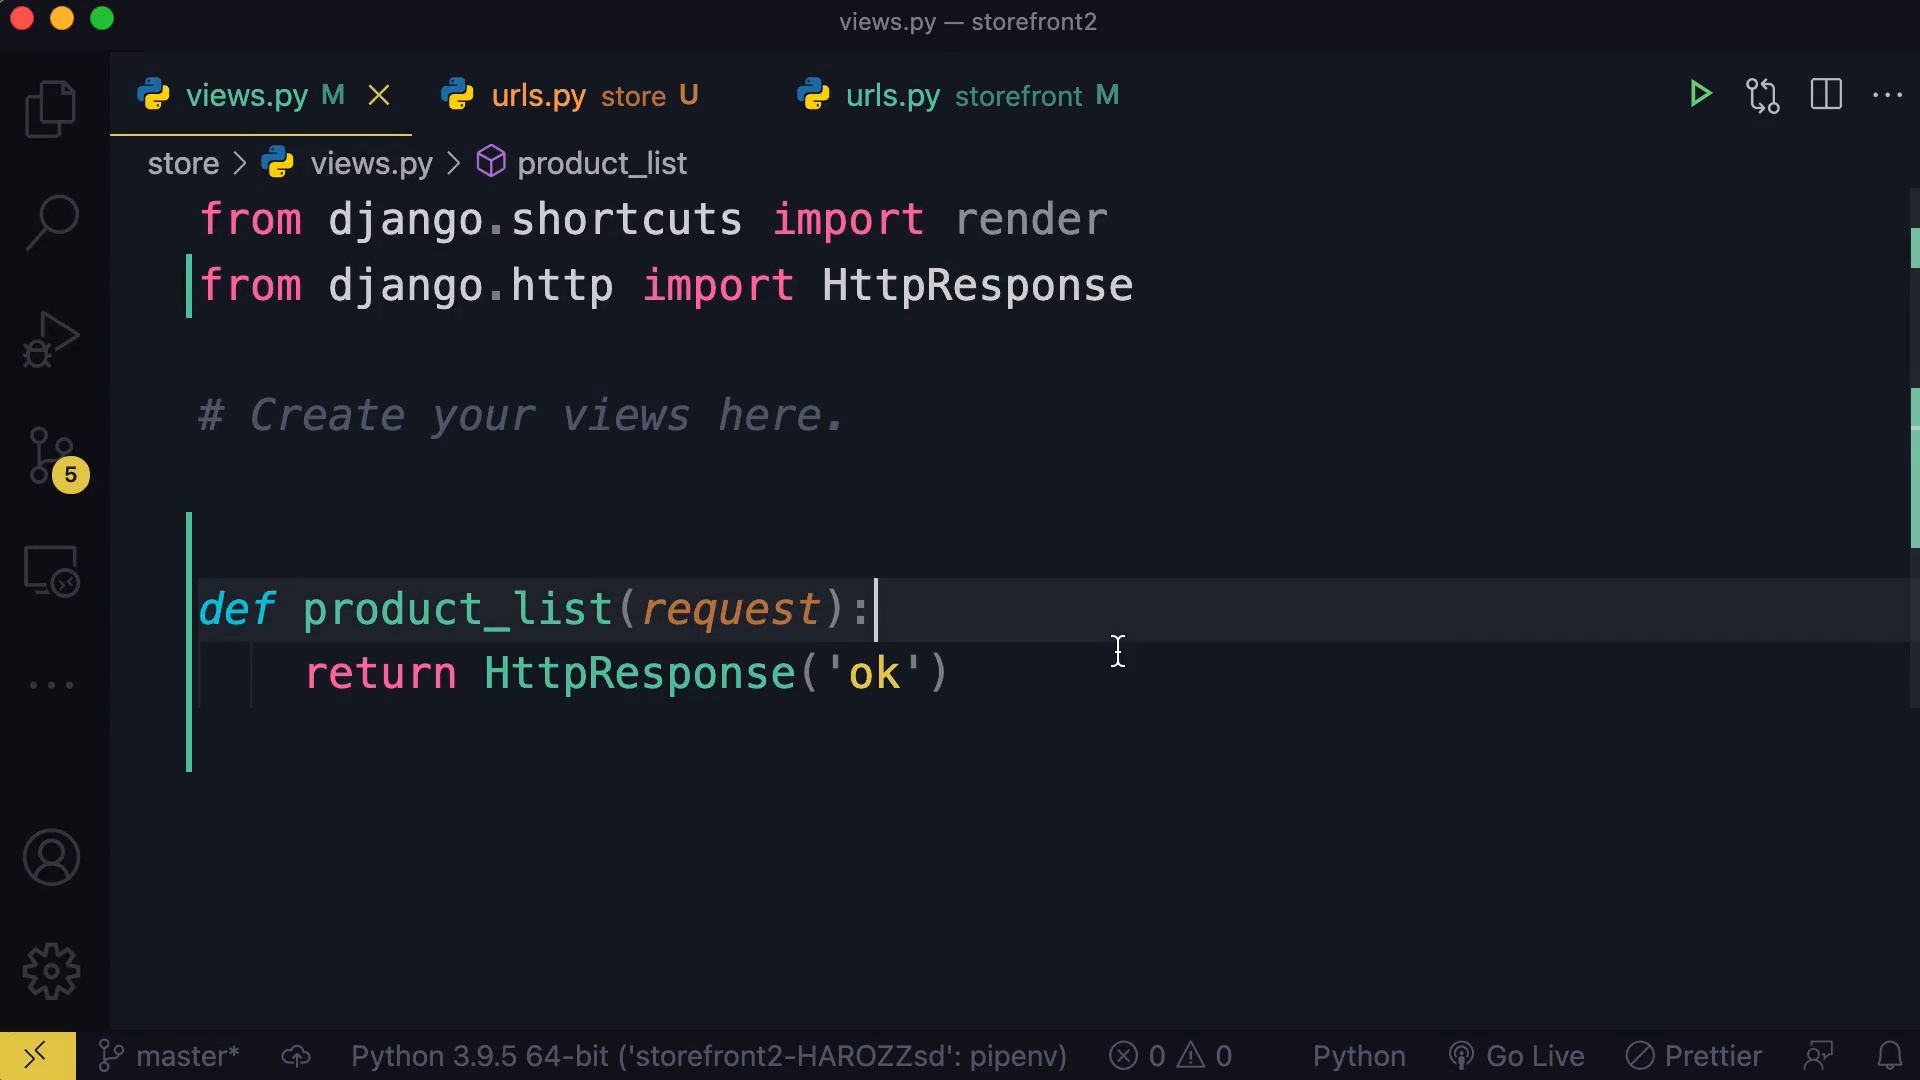 views.py — storefront2
views.py M urls.py store U urls.py storefront M
store > views.py > product_list
from django.shortcuts import render
from django.http import HttpResponse
# Create your views here.
def product_list(request):
return HttpResponse('ok')
5
master* Python 3.9.5 64-bit ('storefront2-HAROZZsd': pipenv) 0 0 Python Go Live Prettier